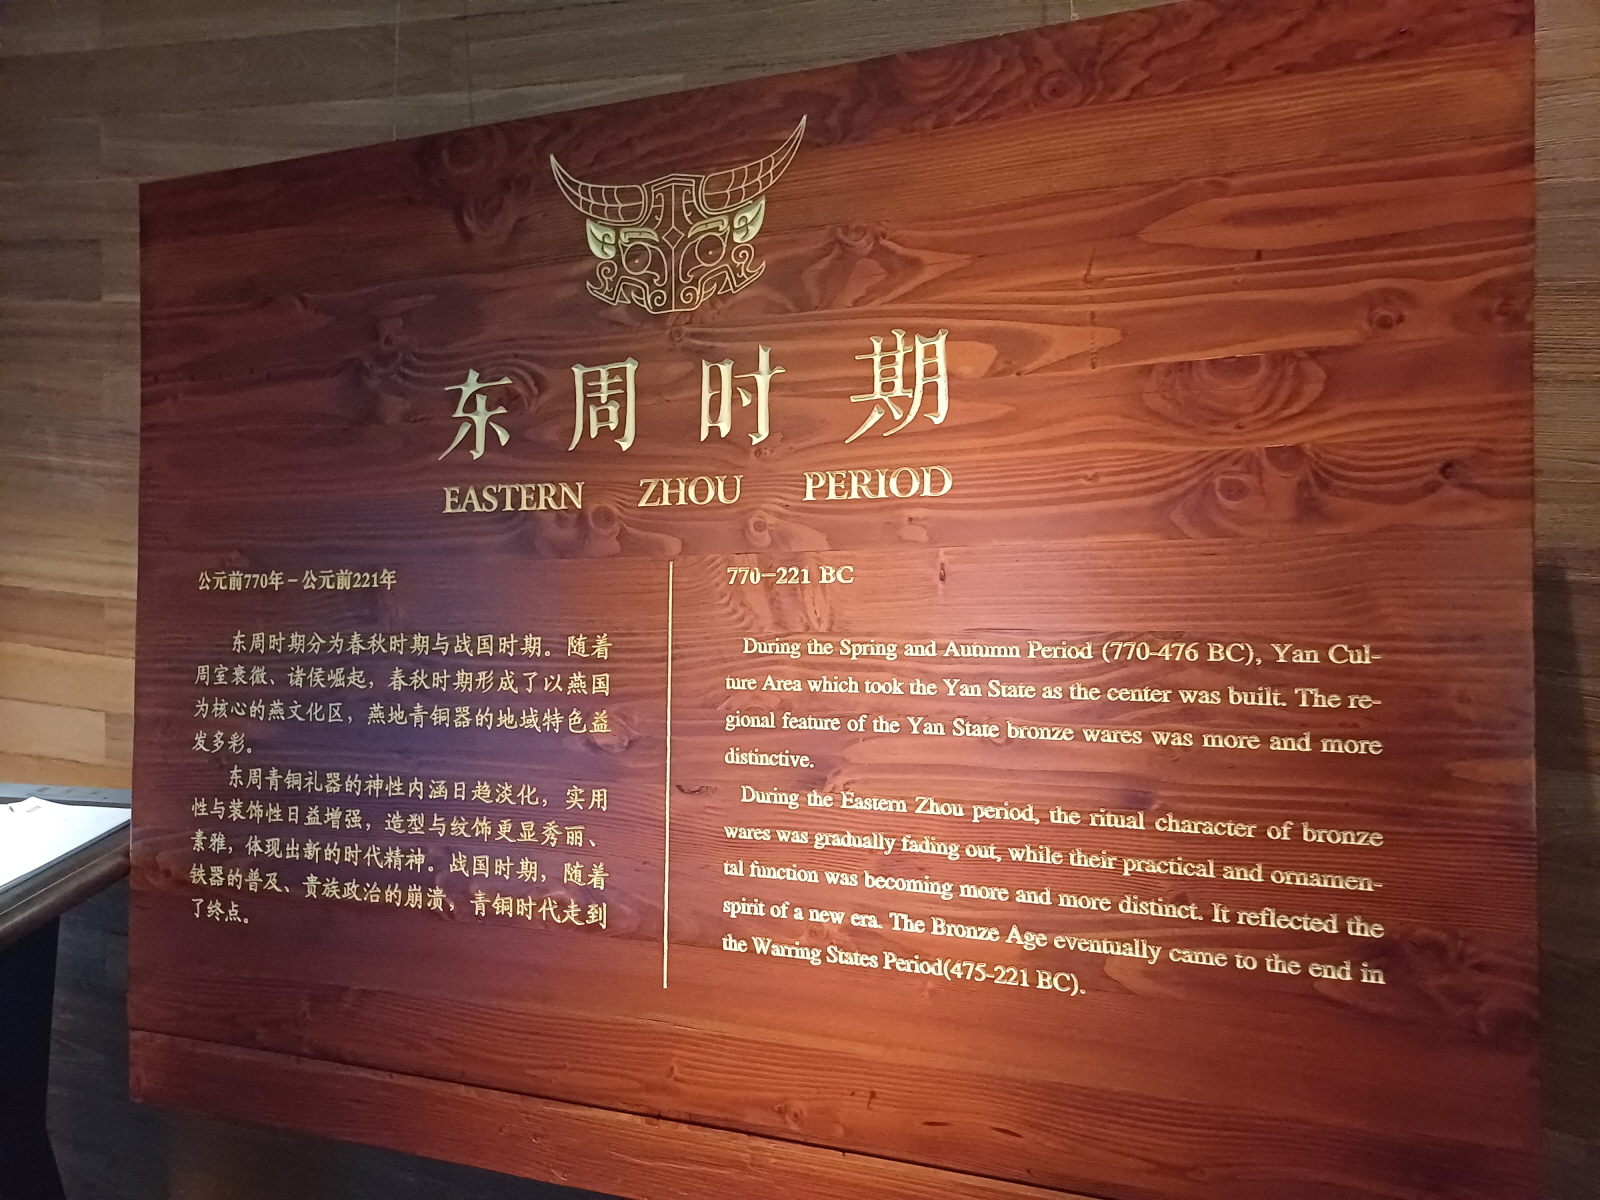 东周时期
EASTERN ZHOU PERIOD
公元前770年－公元前221年
东周时期分为春秋时期与战国时期。随着
周室衰微、诸侯崛起，春秋时期形成了以燕国
为核心的燕文化区，燕地青铜器的地域特色益
发多彩。
东周青铜礼器的神性内涵日趋淡化，实用
性与装饰性日益增强，造型与纹饰更显秀丽、
素雅，体现出新的时代精神。战国时期，随着
铁器的普及、贵族政治的崩溃，青铜时代走到
了终点。
770–221 BC
During the Spring and Autumn Period (770-476 BC), Yan Cul-
ture Area which took the Yan State as the center was built. The re-
gional feature of the Yan State bronze wares was more and more
distinctive.
During the Eastern Zhou period, the ritual character of bronze
wares was gradually fading out, while their practical and ornamen-
tal function was becoming more and more distinct. It reflected the
spirit of a new era. The Bronze Age eventually came to the end in
the Warring States Period(475-221 BC).